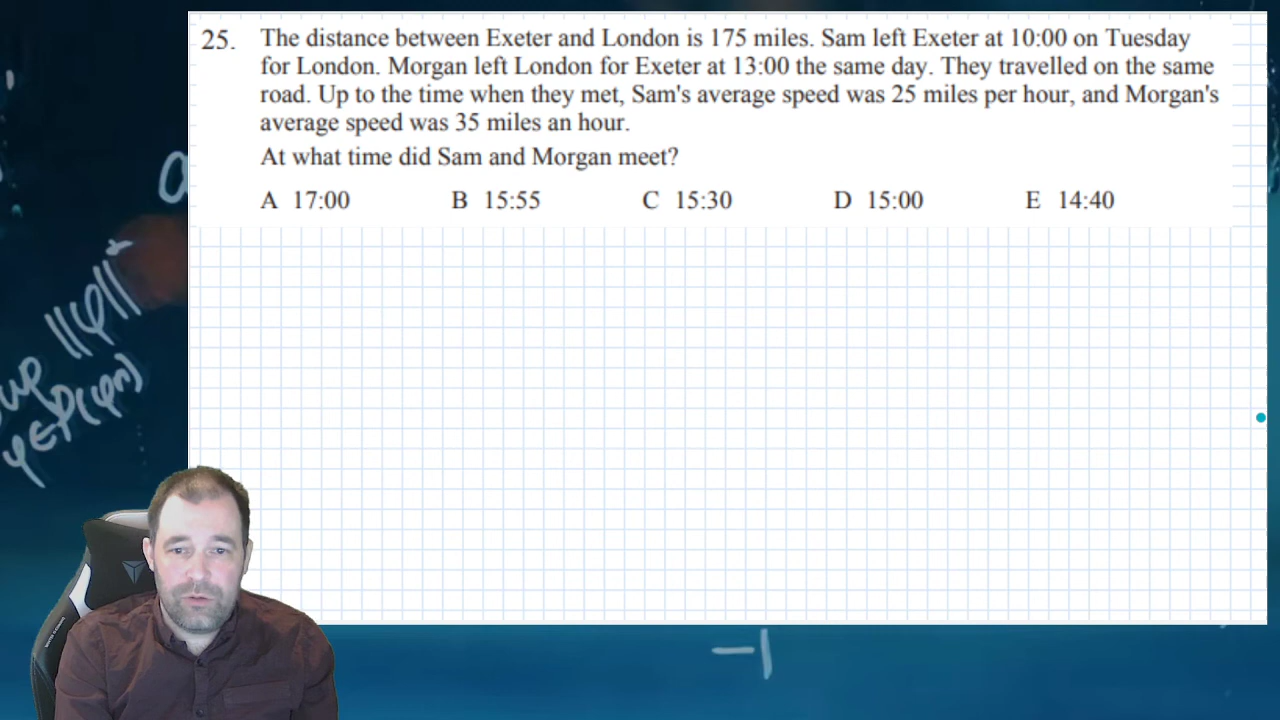 25. The distance between Exeter and London is 175 miles. Sam left Exeter at 10:00 on Tuesday
for London. Morgan left London for Exeter at 13:00 the same day. They travelled on the same
road. Up to the time when they met, Sam's average speed was 25 miles per hour, and Morgan's
average speed was 35 miles an hour.
At what time did Sam and Morgan meet?
A 17:00 B 15:55 C 15:30 D 15:00 E 14:40
||φ||
φ∈P(φn)
−1